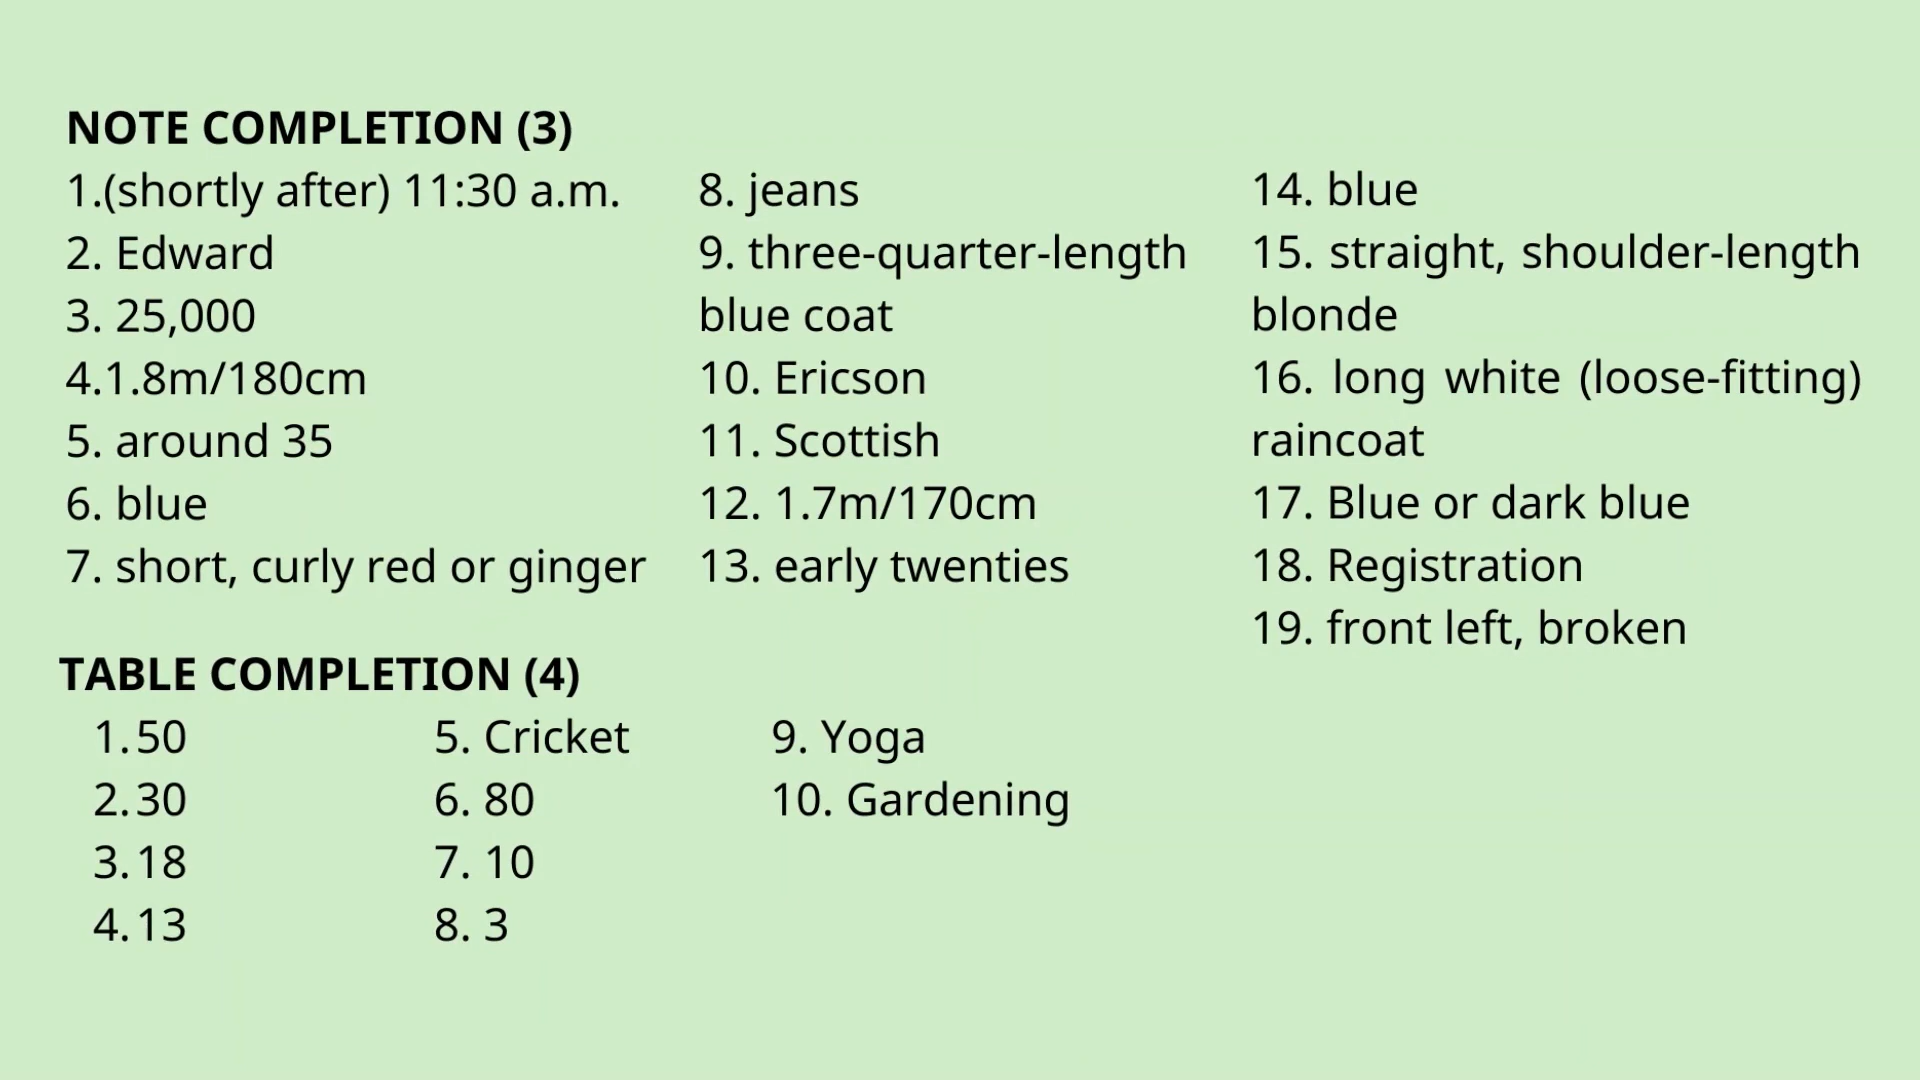 NOTE COMPLETION (3)
1.(shortly after) 11:30 a.m.
2. Edward
3. 25,000
4.1.8m/180cm
5. around 35
6. blue
7. short, curly red or ginger
8. jeans
9. three-quarter-length
blue coat
10. Ericson
11. Scottish
12. 1.7m/170cm
13. early twenties
14. blue
15. straight, shoulder-length
blonde
16. long white (loose-fitting)
raincoat
17. Blue or dark blue
18. Registration
19. front left, broken
TABLE COMPLETION (4)
1. 50
2. 30
3. 18
4. 13
5. Cricket
6. 80
7. 10
8. 3
9. Yoga
10. Gardening